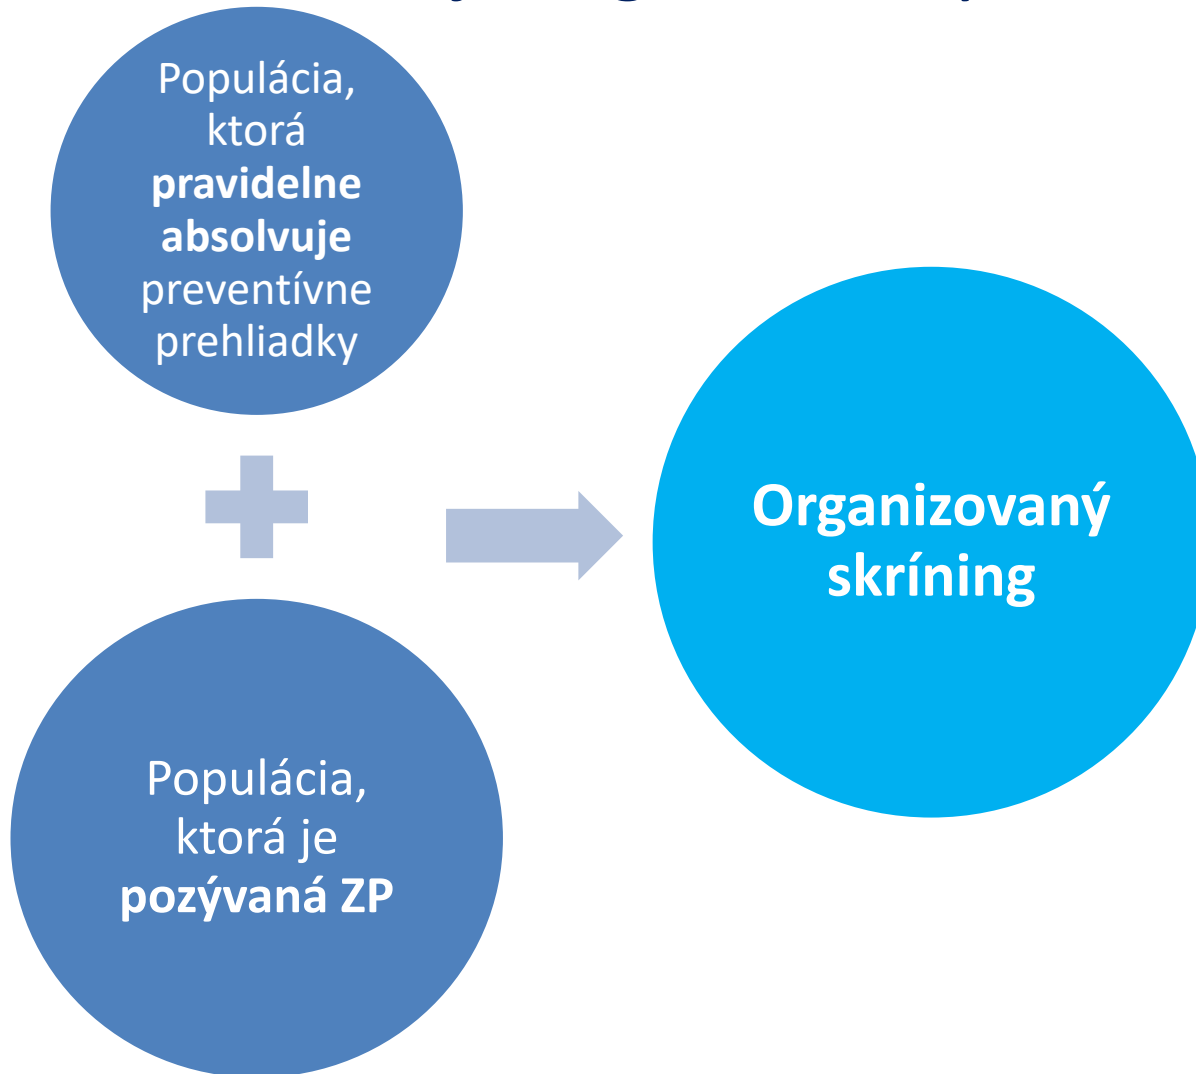 Populácia,
ktorá
pravidelne
absolvuje
preventívne
prehliadky
Populácia,
ktorá je
pozývaná ZP
Organizovaný
skríning